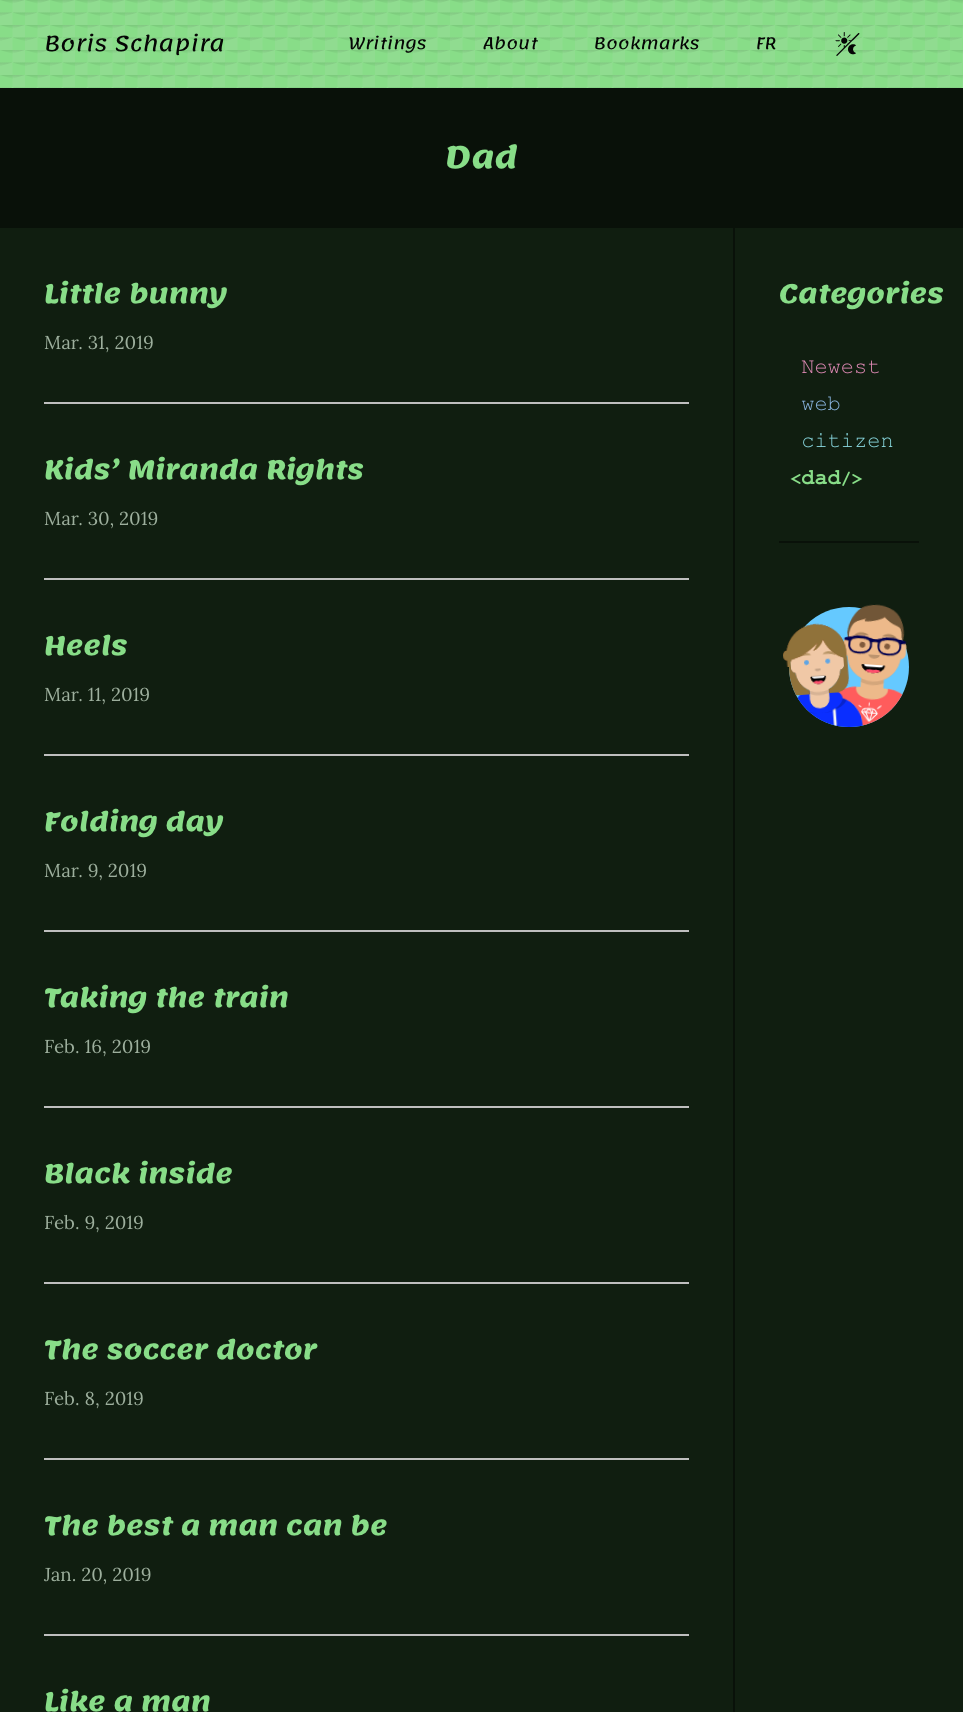 Boris Schapira
Writings
About
Bookmarks
FR
Dad
Little bunny
Mar. 31, 2019
Kids’ Miranda Rights
Mar. 30, 2019
Heels
Mar. 11, 2019
Folding day
Mar. 9, 2019
Taking the train
Feb. 16, 2019
Black inside
Feb. 9, 2019
The soccer doctor
Feb. 8, 2019
The best a man can be
Jan. 20, 2019
Like a man
Categories
Newest
web
citizen
<dad/>